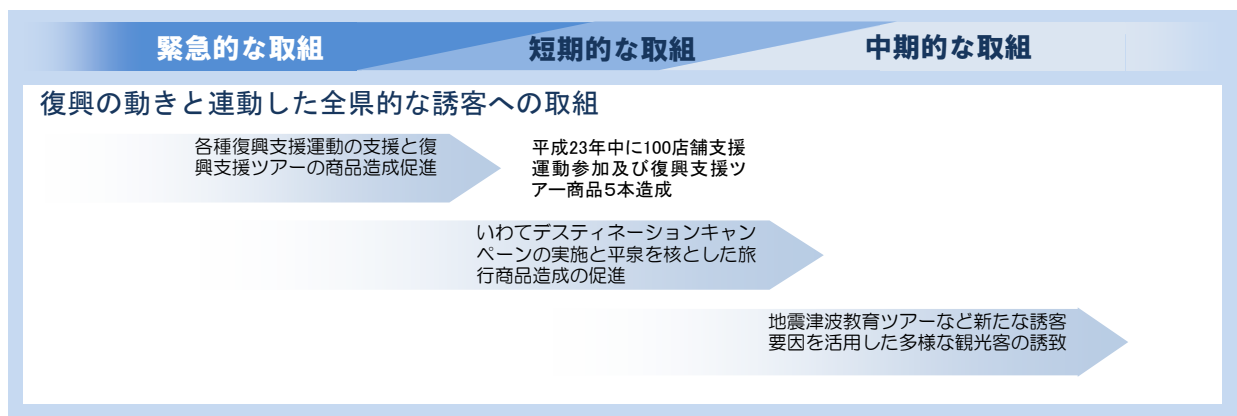 緊急的な取組
短期的な取組
中期的な取組
復興の動きと連動した全県的な誘客への取組
各種復興支援運動の支援と復
興支援ツアーの商品造成促進
平成23年中に100店舗支援
運動参加及び復興支援ツ
アー商品5本造成
いわてデスティネーションキャン
ペーンの実施と平泉を核とした旅
行商品造成の促進
地震津波教育ツアーなど新たな誘客
要因を活用した多様な観光客の誘致